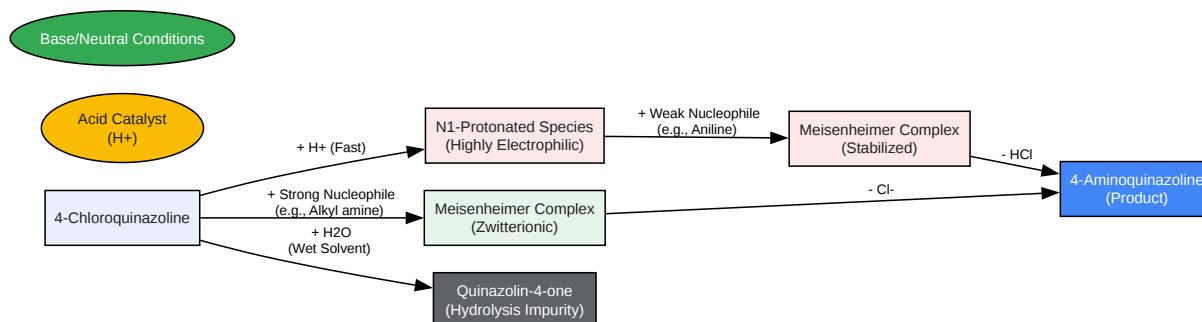 Base/Neutral Conditions
Acid Catalyst
(H+)
4-Chloroquinazoline
+ H+ (Fast)
+ Strong Nucleophile
(e.g., Alkyl amine)
+ H2O
(Wet Solvent)
N1-Protonated Species
(Highly Electrophilic)
Meisenheimer Complex
(Zwitterionic)
Quinazolin-4-one
(Hydrolysis Impurity)
+ Weak Nucleophile
(e.g., Aniline)
Meisenheimer Complex
(Stabilized)
- HCl
- Cl-
4-Aminoquinazoline
(Product)